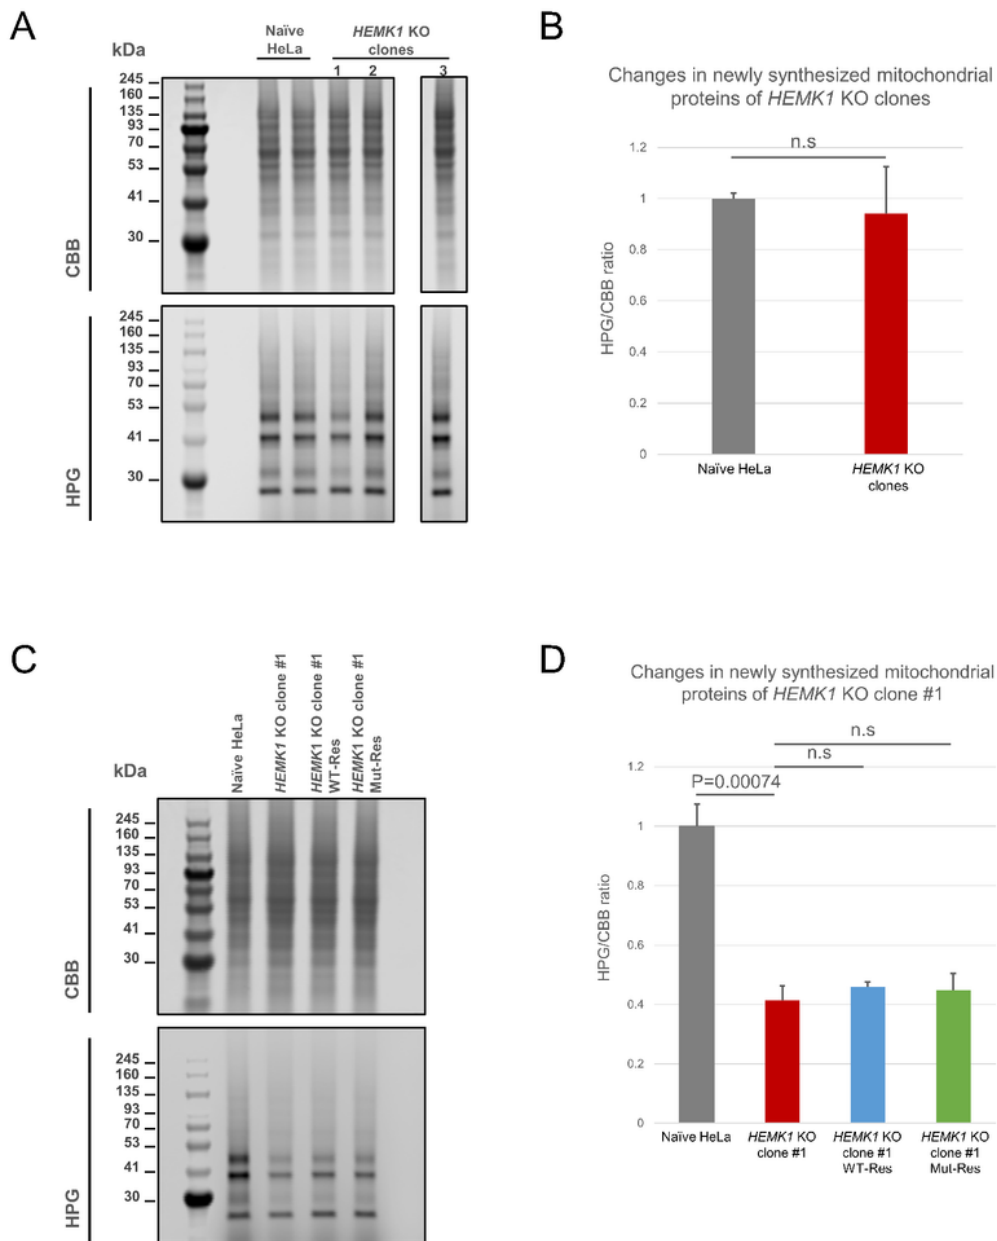 A
Naïve
HeLa
HEMK1 KO
clones
kDa
1 2 3
245
160
135
93
70
53
41
30
CBB
245
160
135
93
70
53
41
30
HPG
B
Changes in newly synthesized mitochondrial
proteins of HEMK1 KO clones
n.s
1.2
1
0.8
0.6
0.4
0.2
0
HPG/CBB ratio
Naïve HeLa
HEMK1 KO
clones
C
Naïve HeLa
HEMK1 KO clone #1
HEMK1 KO clone #1
WT-Res
HEMK1 KO clone #1
Mut-Res
kDa
245
160
135
93
70
53
41
30
CBB
245
160
135
93
70
53
41
30
HPG
D
Changes in newly synthesized mitochondrial
proteins of HEMK1 KO clone #1
n.s
n.s
P=0.00074
1.2
1
0.8
0.6
0.4
0.2
0
HPG/CBB ratio
Naïve HeLa
HEMK1 KO
clone #1
HEMK1 KO
clone #1
WT-Res
HEMK1 KO
clone #1
Mut-Res